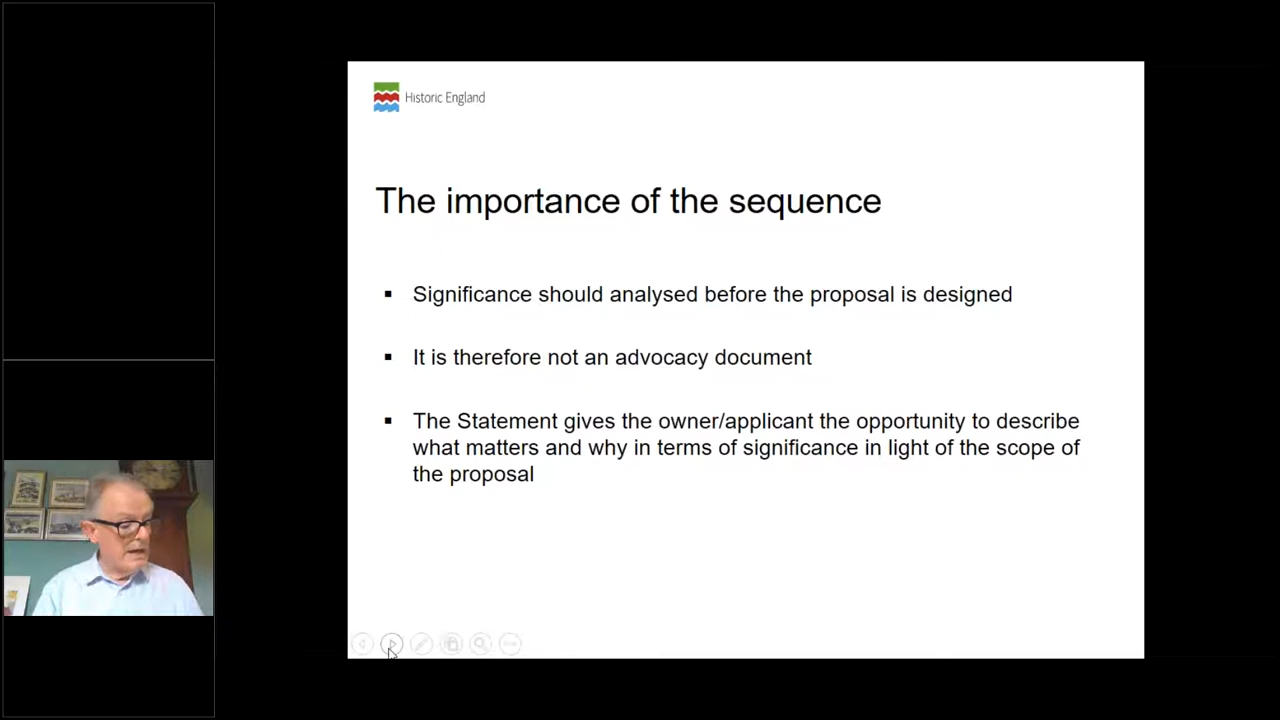 Historic England
The importance of the sequence
▪ Significance should analysed before the proposal is designed
▪ It is therefore not an advocacy document
▪ The Statement gives the owner/applicant the opportunity to describe
what matters and why in terms of significance in light of the scope of
the proposal